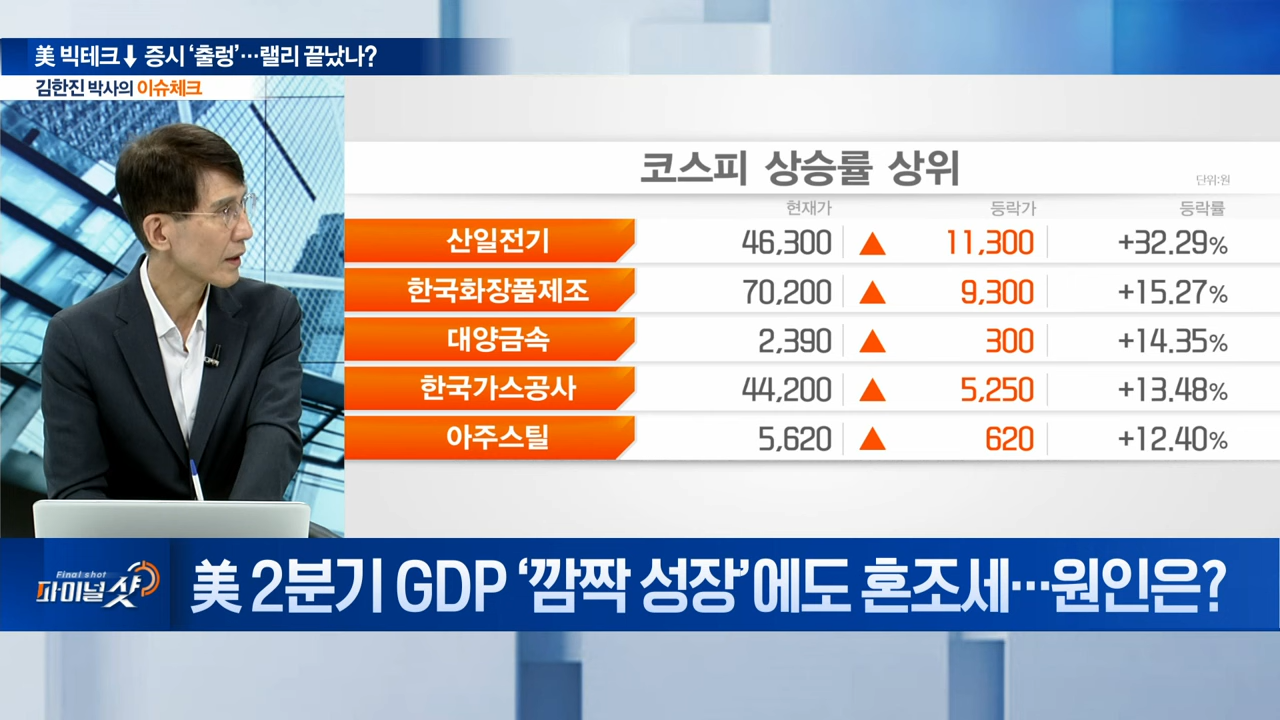 美 빅테크↓ 증시 ‘출렁’…랠리 끝났나?
김한진 박사의 이슈체크
코스피 상승률 상위
단위:원
현재가 등락가 등락률
산일전기 46,300 ▲ 11,300 +32.29%
한국화장품제조 70,200 ▲ 9,300 +15.27%
대양금속 2,390 ▲ 300 +14.35%
한국가스공사 44,200 ▲ 5,250 +13.48%
아주스틸 5,620 ▲ 620 +12.40%
Final shot
파이널샷
美 2분기 GDP ‘깜짝 성장’에도 혼조세…원인은?